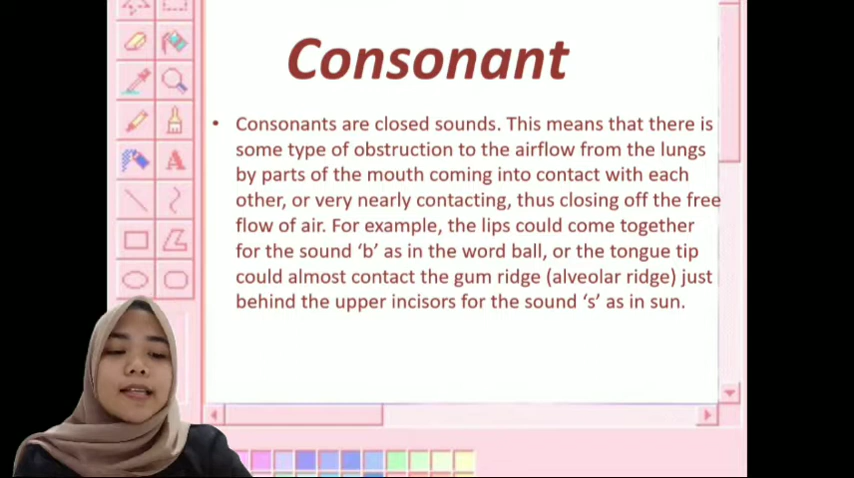 Consonant
• Consonants are closed sounds. This means that there is
some type of obstruction to the airflow from the lungs
by parts of the mouth coming into contact with each
other, or very nearly contacting, thus closing off the free
flow of air. For example, the lips could come together
for the sound ‘b’ as in the word ball, or the tongue tip
could almost contact the gum ridge (alveolar ridge) just
behind the upper incisors for the sound ‘s’ as in sun.
A